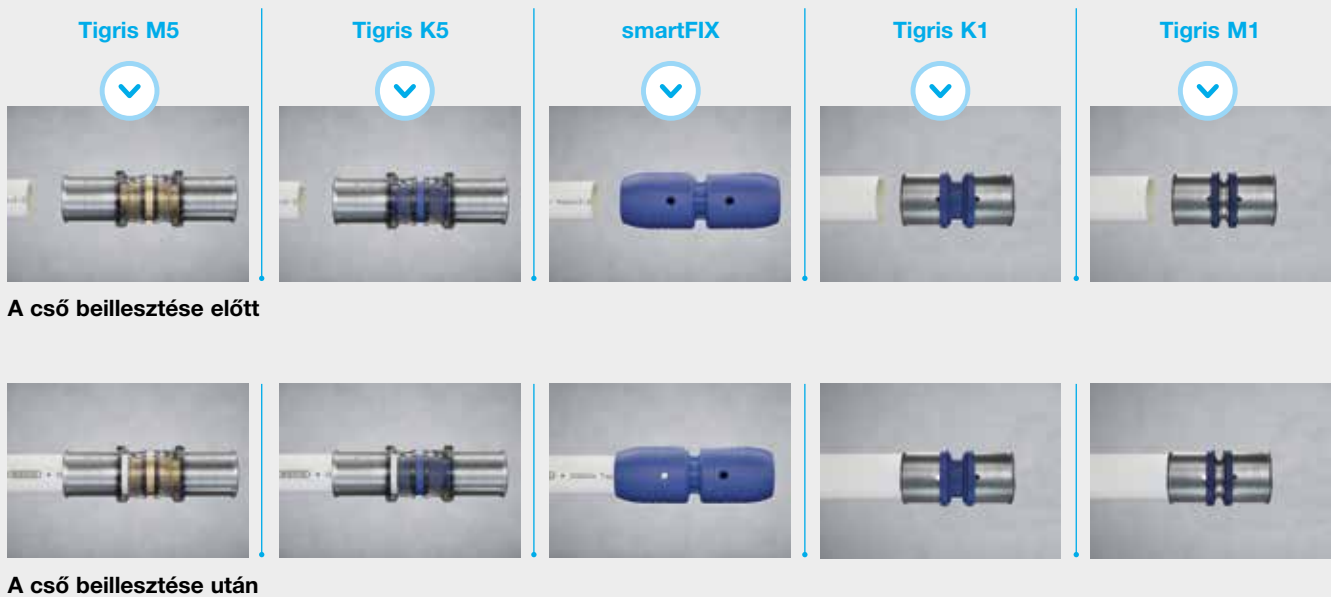 Tigris M5
Tigris K5
smartFIX
Tigris K1
Tigris M1
A cső beillesztése előtt
A cső beillesztése után